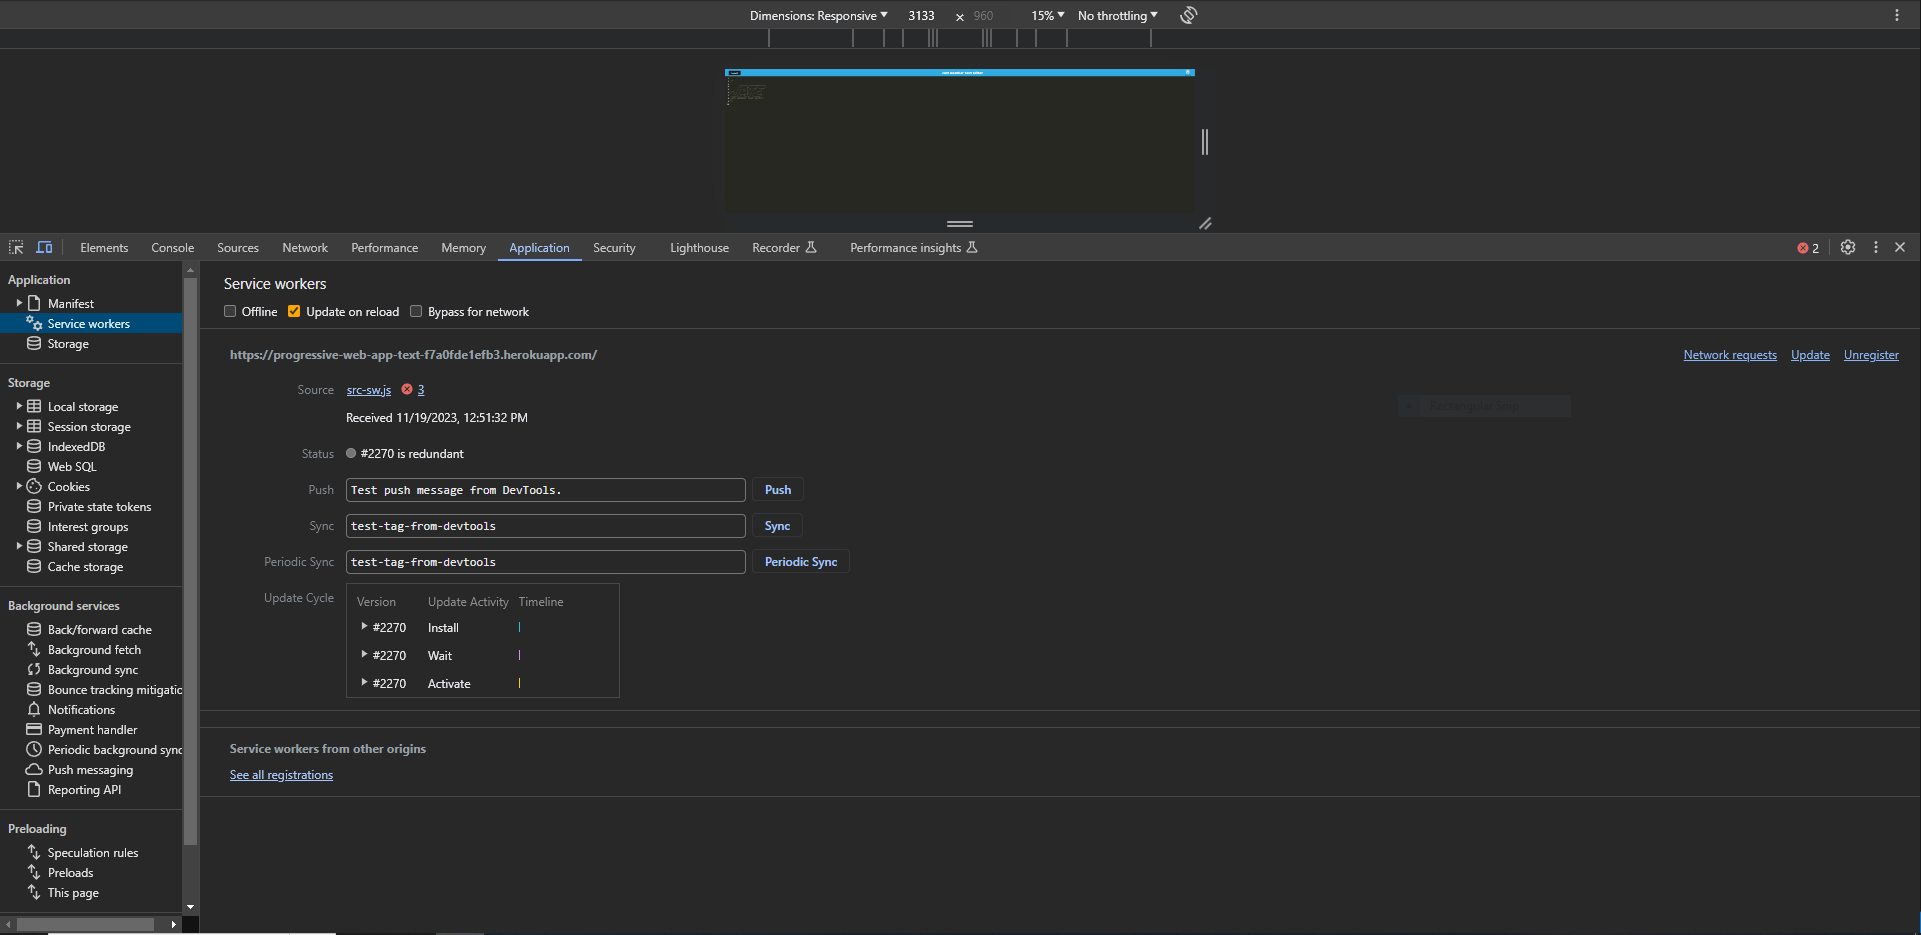 Dimensions: Responsive 3133 × 960 15% No throttling
Elements Console Sources Network Performance Memory Application Security Lighthouse Recorder Performance insights 2
Application
Manifest
Service workers
Storage
Storage
Local storage
Session storage
IndexedDB
Web SQL
Cookies
Private state tokens
Interest groups
Shared storage
Cache storage
Background services
Back/forward cache
Background fetch
Background sync
Bounce tracking mitigatio
Notifications
Payment handler
Periodic background sync
Push messaging
Reporting API
Preloading
Speculation rules
Preloads
This page
Service workers
Offline Update on reload Bypass for network
https://progressive-web-app-text-f7a0fde1efb3.herokuapp.com/ Network requests Update Unregister
Source src-sw.js 3
Received 11/19/2023, 12:51:32 PM
Status #2270 is redundant
Push Test push message from DevTools. Push
Sync test-tag-from-devtools Sync
Periodic Sync test-tag-from-devtools Periodic Sync
Update Cycle Version Update Activity Timeline
#2270 Install
#2270 Wait
#2270 Activate
Service workers from other origins
See all registrations